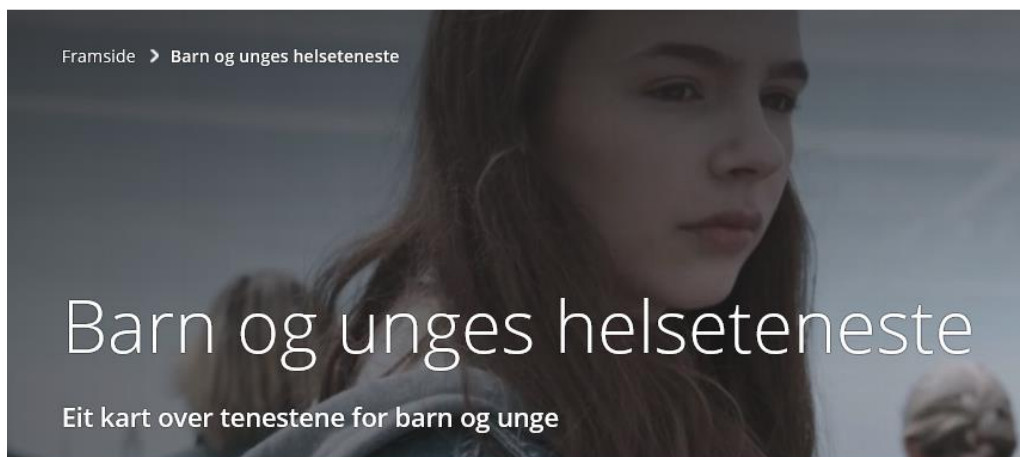 Framside > Barn og unges helseteneste
Barn og unges helseteneste
Eit kart over tenestene for barn og unge